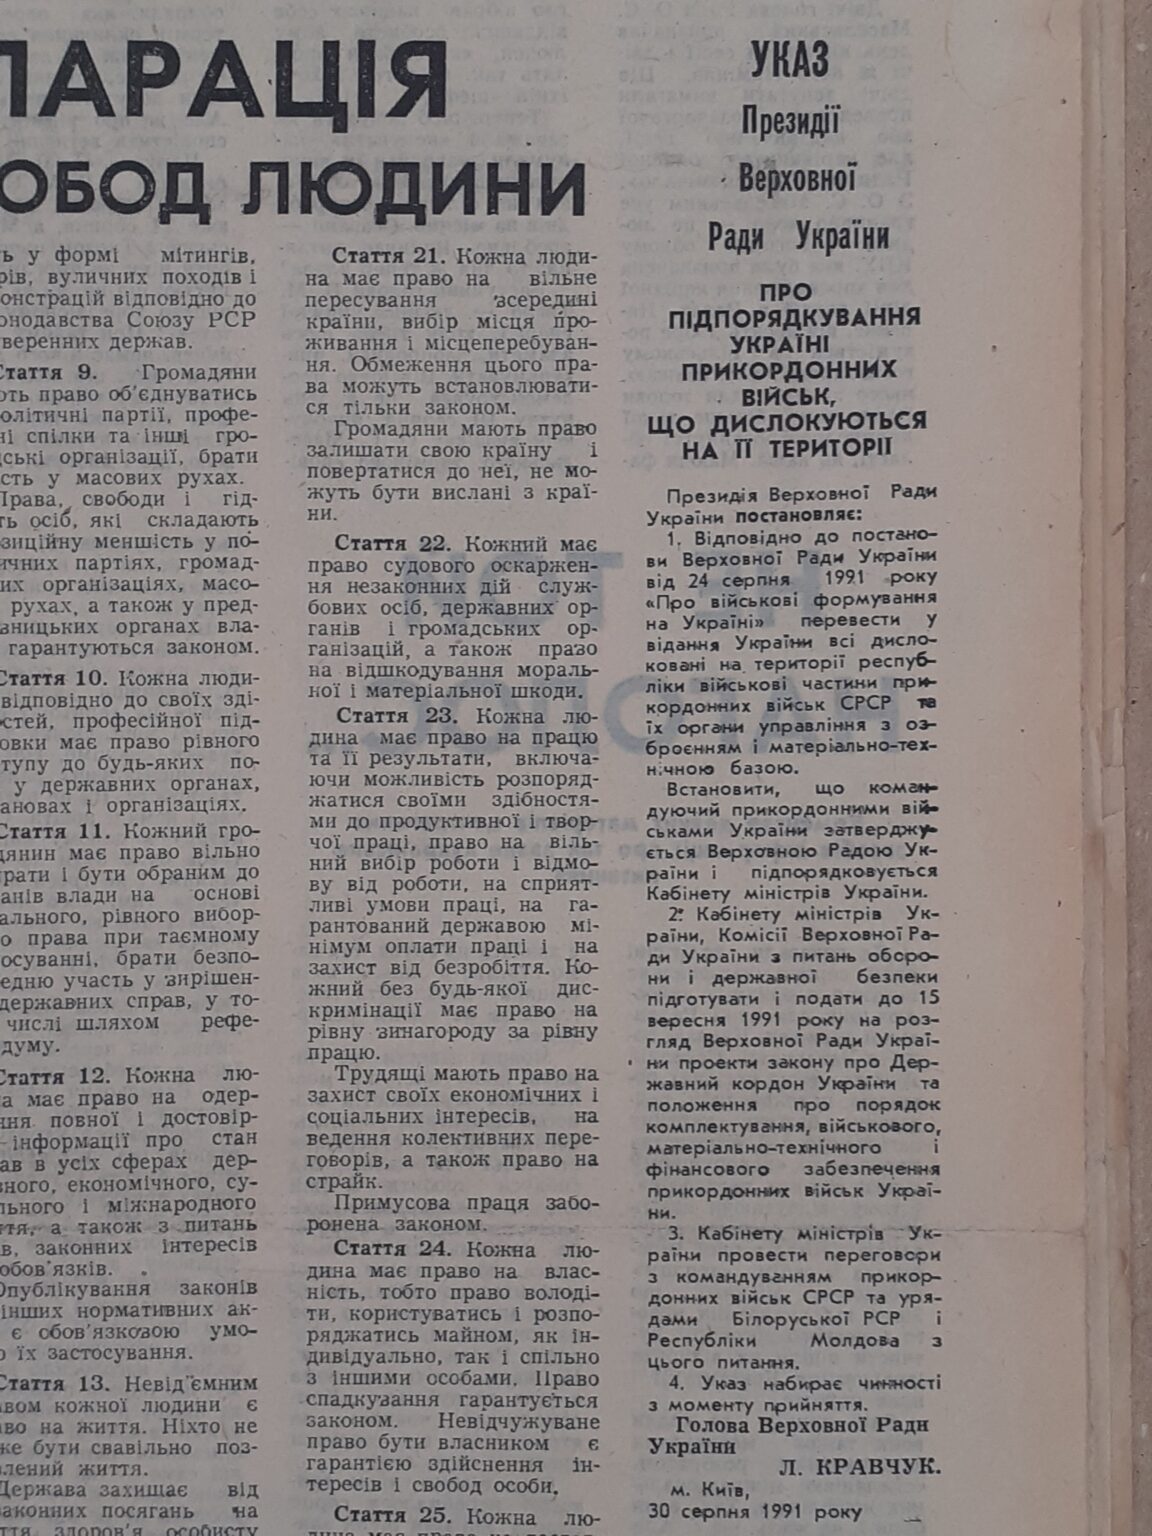 ПАРАЦІЯ
ОБОД ЛЮДИНИ
ть у формі мітингів,
рів, вуличних походів і
онстрацій відповідно до
онодавства Союзу РСР
веренних держав.
Стаття 9. Громадяни
ють право об'єднуватись
олітичні партії, профе-
ні спілки та інші гро-
дські організації, брати
сть у масових рухах.
Права, свободи і гід-
ть осіб, які складають
зиційну меншість у по-
ичних партіях, громад-
их організаціях, масо-
рухах, а також у пред-
вницьких органах вла-
гарантуються законом.
Стаття 10. Кожна люди-
відповідно до своїх зді-
остей, професійної під-
овки має право рівного
тупу до будь-яких по-
у державних органах,
ановах і організаціях.
Стаття 11. Кожний гро-
дянин має право вільно
рати і бути обраним до
анів влади на основі
ального, рівного вибор-
о права при таємному
осуванні, брати безпо-
редню участь у вирішен-
державних справ, у то-
числі шляхом рефе-
думу.
Стаття 12. Кожна лю-
а має право на одер-
ння повної і достовір-
інформації про стан
ав в усіх сферах дер-
вного, економічного, су-
льного і міжнародного
ття, а також з питань
в, законних інтересів
обов'язків.
Опублікування законів
інших нормативних ак-
є обов'язковою умо-
о їх застосування.
Стаття 13. Невід'ємним
авом кожної людини є
аво на життя. Ніхто не
же бути свавільно поз-
лений життя.
Держава захищає від
аконних посягань на
ття, здоров'я особисту
Стаття 21. Кожна люди-
на має право на вільне
пересування всередині
країни, вибір місця про-
живання і місцеперебуван-
ня. Обмеження цього пра-
ва можуть встановлювати-
ся тільки законом.
Громадяни мають право
залишати свою країну і
повертатися до неї, не мо-
жуть бути вислані з краї-
ни.
Стаття 22. Кожний має
право судового оскаржен-
ня незаконних дій служ-
бових осіб, державних ор-
ганів і громадських ор-
ганізацій, а також право
на відшкодування мораль-
ної і матеріальної шкоди.
Стаття 23. Кожна лю-
дина має право на працю
та її результати, включа-
ючи можливість розпоряд-
жатися своїми здібностя-
ми до продуктивної і твор-
чої праці, право на віль-
ний вибір роботи і відмо-
ву від роботи, на сприят-
ливі умови праці, на га-
рантований державою мі-
німум оплати праці і на
захист від безробіття. Ко-
жний без будь-якої дис-
кримінації має право на
рівну винагороду за рівну
працю.
Трудящі мають право на
захист своїх економічних і
соціальних інтересів, на
ведення колективних пере-
говорів, а також право на
страйк.
Примусова праця забо-
ронена законом.
Стаття 24. Кожна лю-
дина має право на влас-
ність, тобто право володі-
ти, користуватись і розпо-
ряджатись майном, як ін-
дивідуально, так і спільно
з іншими особами. Право
спадкування гарантується
законом. Невідчужуване
право бути власником є
гарантією здійснення ін-
тересів і свобод особи.
Стаття 25. Кожна лю-
УКАЗ
Президії
Верховної
Ради України
ПРО
ПІДПОРЯДКУВАННЯ
УКРАЇНІ
ПРИКОРДОННИХ
ВІЙСЬК,
ЩО ДИСЛОКУЮТЬСЯ
НА ЇЇ ТЕРИТОРІЇ
Президія Верховної Ради
України постановляє:
1. Відповідно до постано-
ви Верховної Ради України
від 24 серпня 1991 року
«Про військові формування
на Україні» перевести у
відання України всі дисло-
ковані на території респуб-
ліки військові частини при-
кордонних військ СРСР та
їх органи управління з оз-
броєнням і матеріально-тех-
нічною базою.
Встановити, що коман-
дуючий прикордонними вій-
ськами України затверджу-
ється Верховною Радою Ук-
раїни і підпорядковується
Кабінету міністрів України.
2. Кабінету міністрів Ук-
раїни, Комісії Верховної Ра-
ди України з питань оборо-
ни і державної безпеки
підготувати і подати до 15
вересня 1991 року на роз-
гляд Верховної Ради Украї-
ни проекти закону про Дер-
жавний кордон України та
положення про порядок
комплектування, військового,
матеріально-технічного і
фінансового забезпечення
прикордонних військ Украї-
ни.
3. Кабінету міністрів Ук-
раїни провести переговори
з командуванням прикор-
донних військ СРСР та уря-
дами Білоруської РСР і
Республіки Молдова з
цього питання.
4. Указ набирає чинності
з моменту прийняття.
Голова Верховної Ради
України
Л. КРАВЧУК.
м. Київ,
30 серпня 1991 року